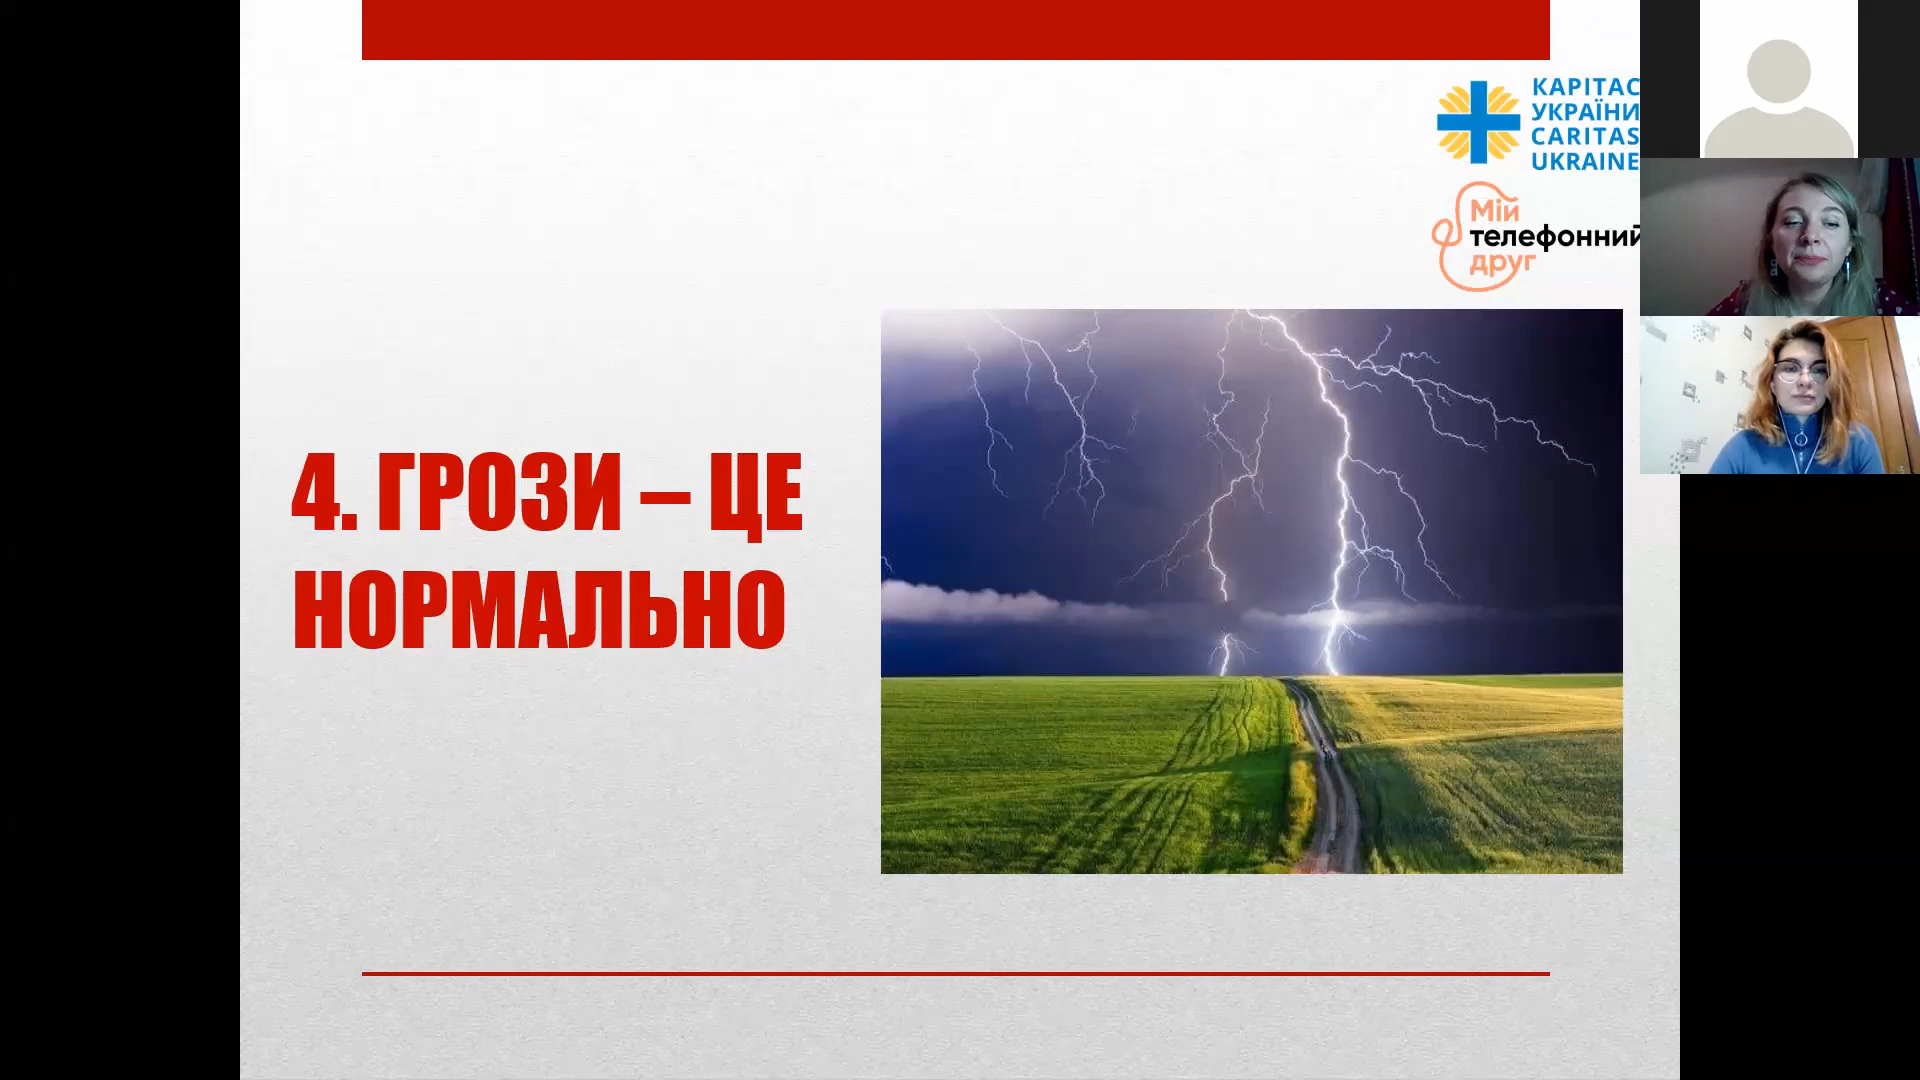 КАРІТАС
УКРАЇНИ
CARITAS
UKRAINE
Мій
телефонний
друг
4. ГРОЗИ – ЦЕ
НОРМАЛЬНО